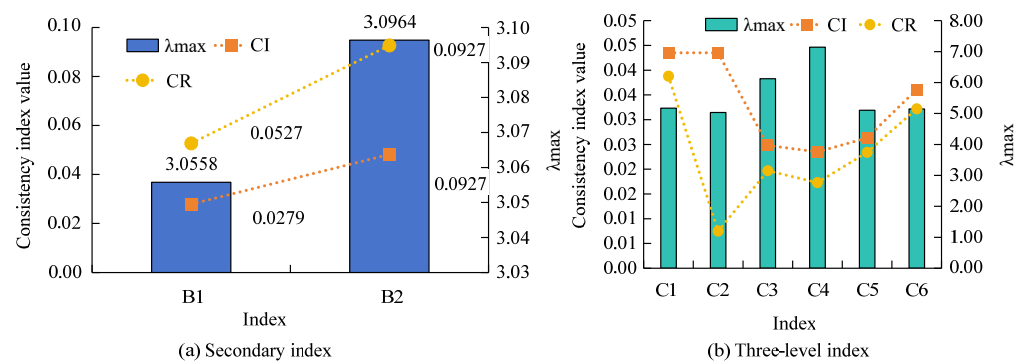 0.10
0.08
0.06
0.04
0.02
0.00
Consistency index value
3.10
3.09
3.08
3.07
3.06
3.05
3.04
3.03
λmax
λmax
CI
CR
3.0558
3.0964
0.0927
0.0527
0.0927
0.0279
B1
B2
Index
(a) Secondary index
0.05
0.05
0.04
0.04
0.03
0.03
0.02
0.02
0.01
0.01
0.00
Consistency index value
8.00
7.00
6.00
5.00
4.00
3.00
2.00
1.00
0.00
λmax
λmax
CI
CR
C1
C2
C3
C4
C5
C6
Index
(b) Three-level index